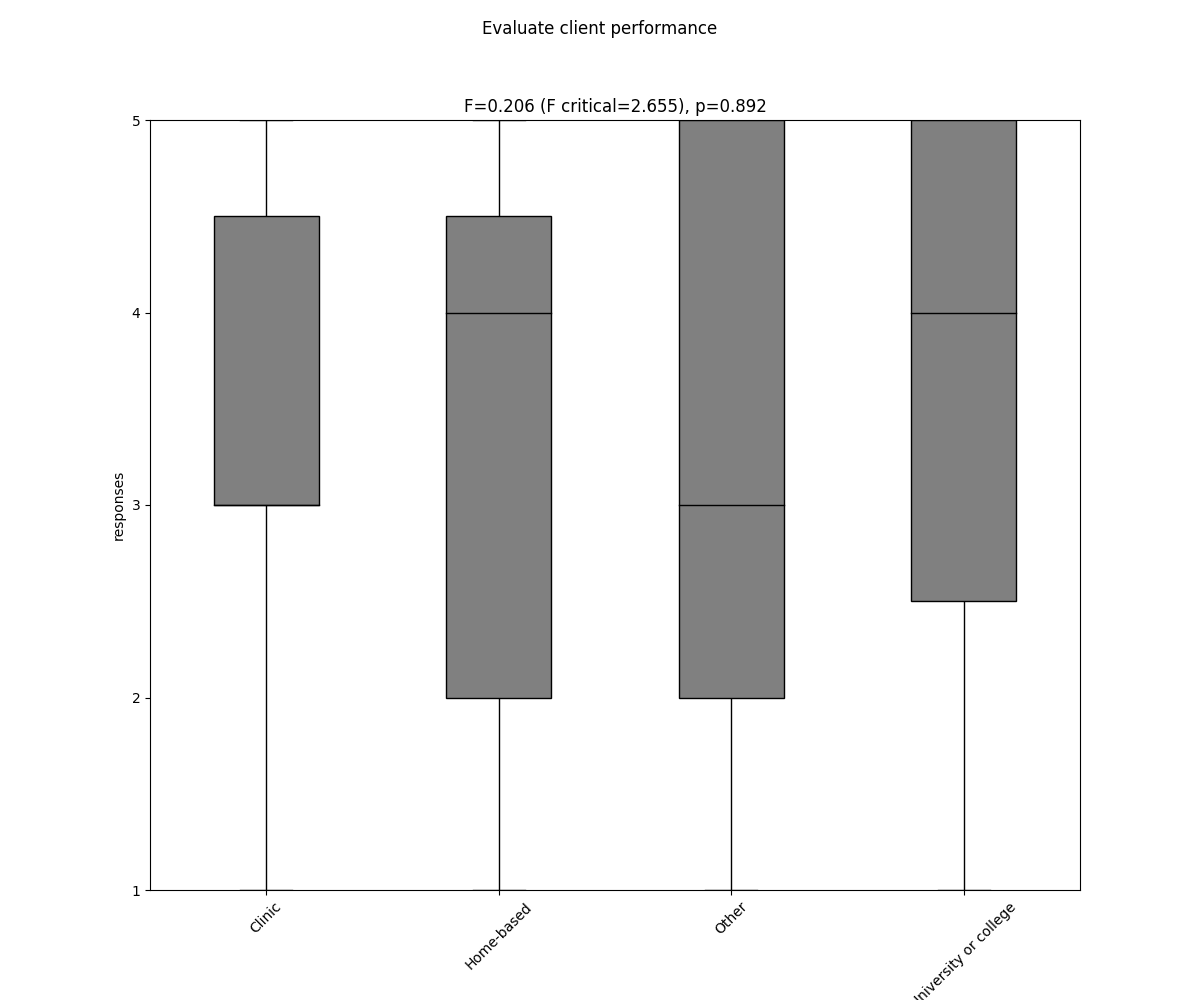 Evaluate client performance
F=0.206 (F critical=2.655), p=0.892
5
4
3
2
1
responses
Clinic
Home-based
Other
or college